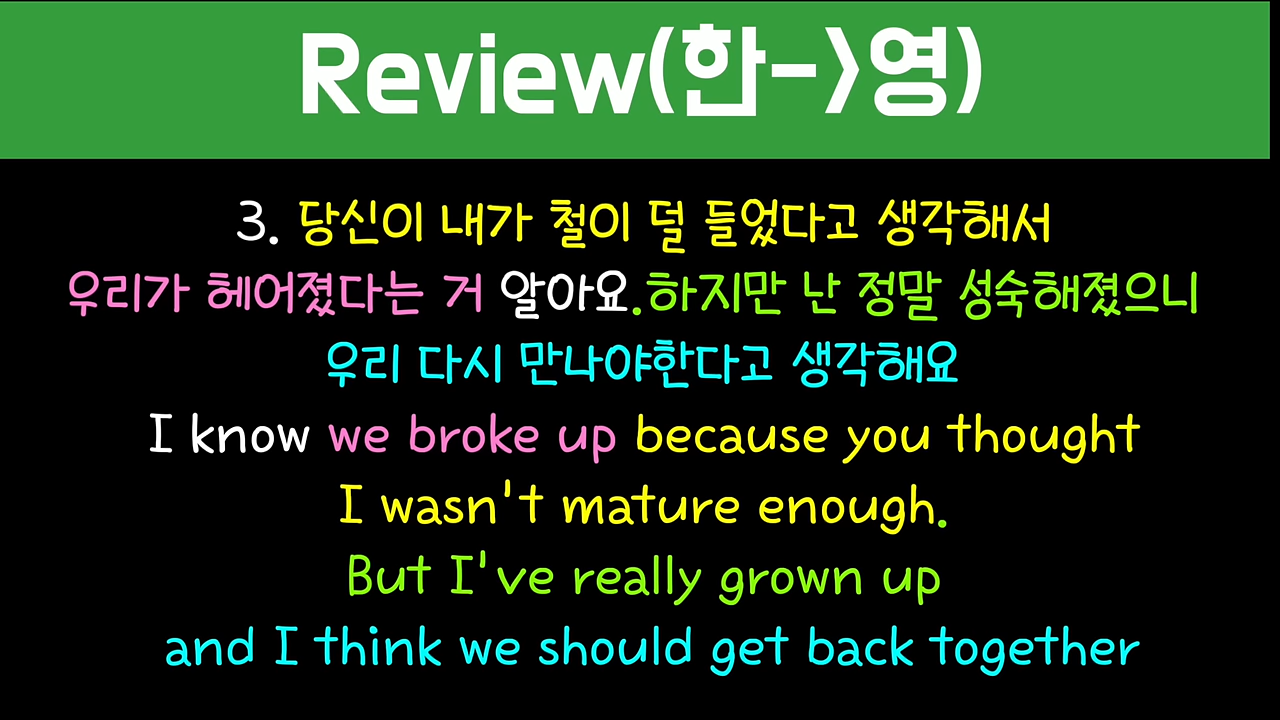 Review(한->영)
3. 당신이 내가 철이 덜 들었다고 생각해서
우리가 헤어졌다는 거 알아요.하지만 난 정말 성숙해졌으니
우리 다시 만나야한다고 생각해요
I know we broke up because you thought
I wasn't mature enough.
But I've really grown up
and I think we should get back together